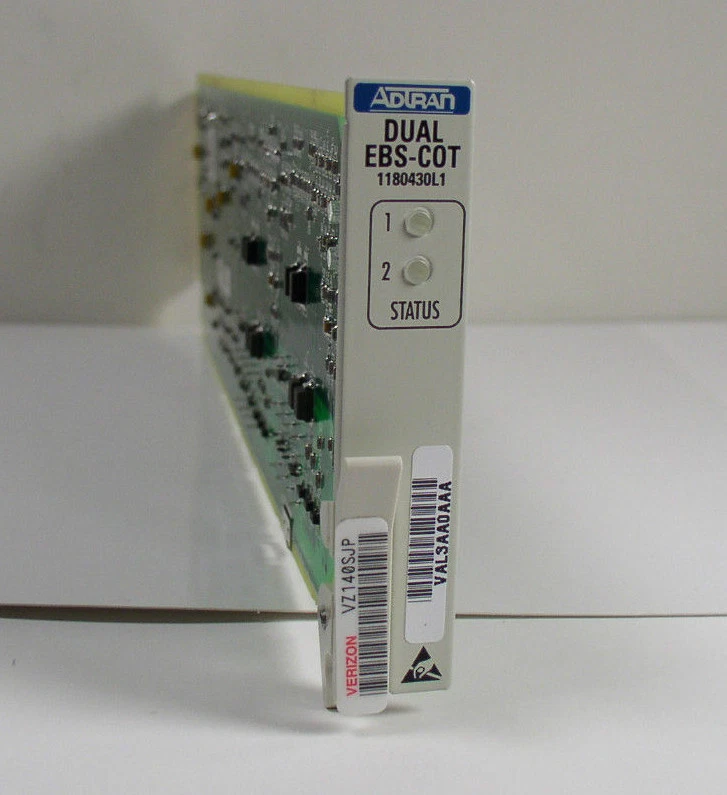 ADTRAN
DUAL
EBS-COT
1180430L1
1
2
STATUS
VAL3AA0AAA
VERIZON VZ140SJP